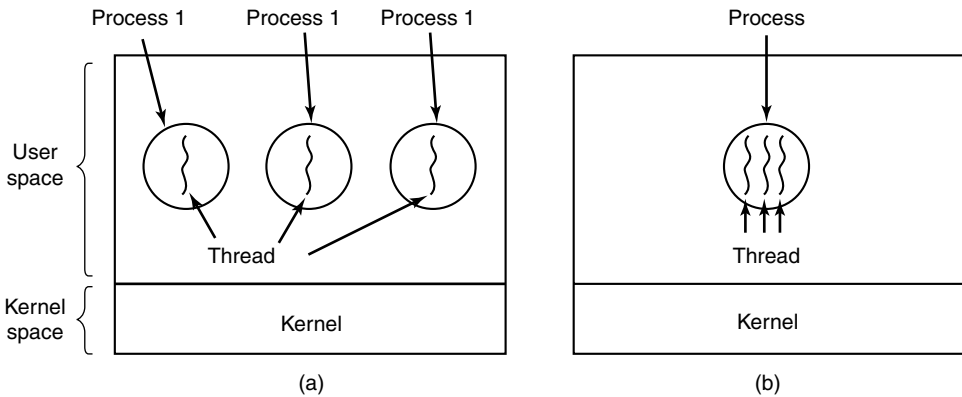 Process 1
Process 1
Process 1
Process
User
space
Thread
Thread
Kernel
space
Kernel
Kernel
(a)
(b)